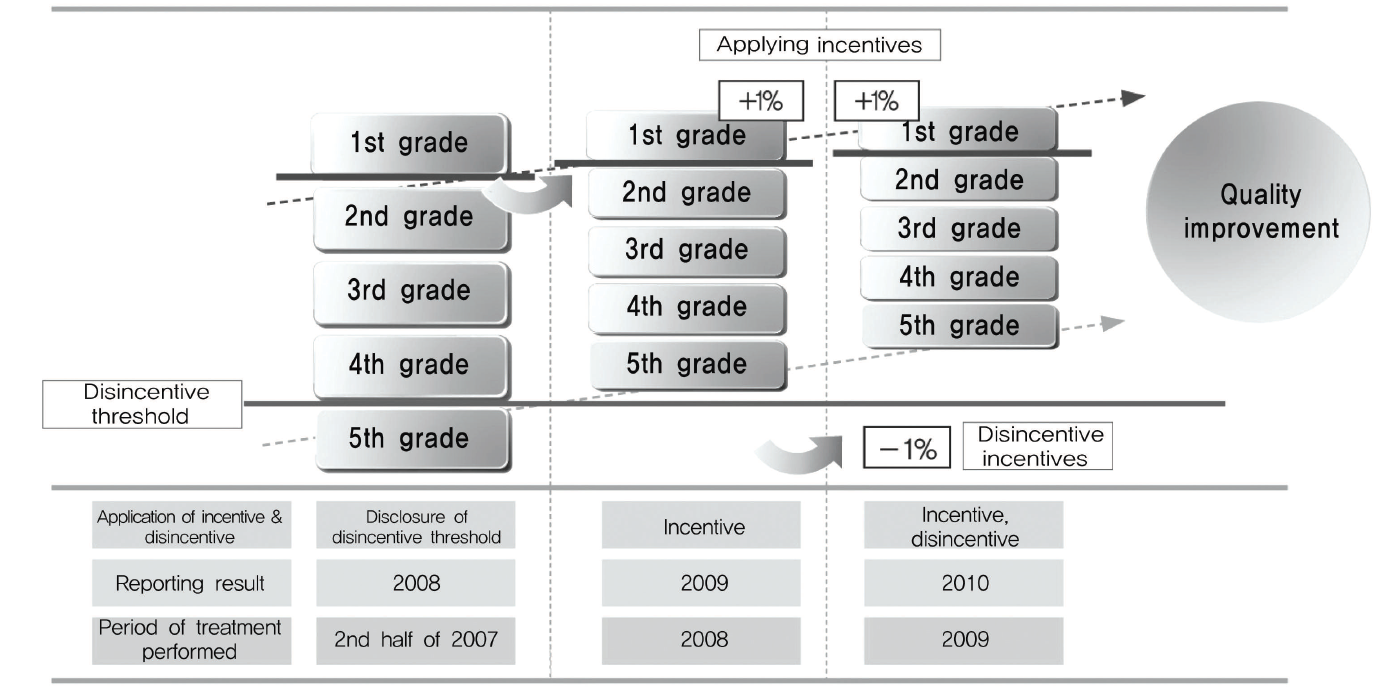 Applying incentives
+1%
+1%
1st grade
2nd grade
3rd grade
4th grade
5th grade
1st grade
2nd grade
3rd grade
4th grade
5th grade
1st grade
2nd grade
3rd grade
4th grade
5th grade
Quality
improvement
Disincentive
threshold
−1%
Disincentive
incentives
Application of incentive &
disincentive
Disclosure of
disincentive threshold
Incentive
Incentive,
disincentive
Reporting result
2008
2009
2010
Period of treatment
performed
2nd half of 2007
2008
2009